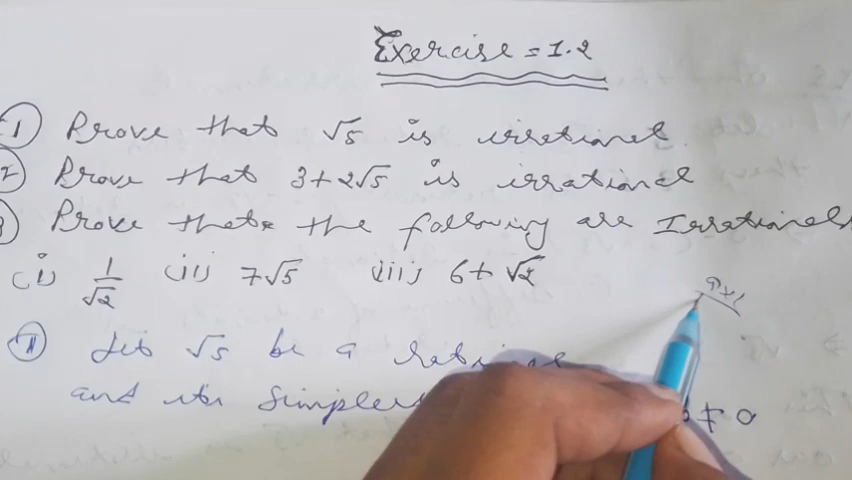 Exercise = 1.2
① Prove that √5 is irrational.
2 Prove that 3+2√5 is irrational
3 Prove that the following are Irrationals
(i) 1/√2 (ii) 7√5 (iii) 6+√2
① Let √5 be a
and its simplest ≠ 0